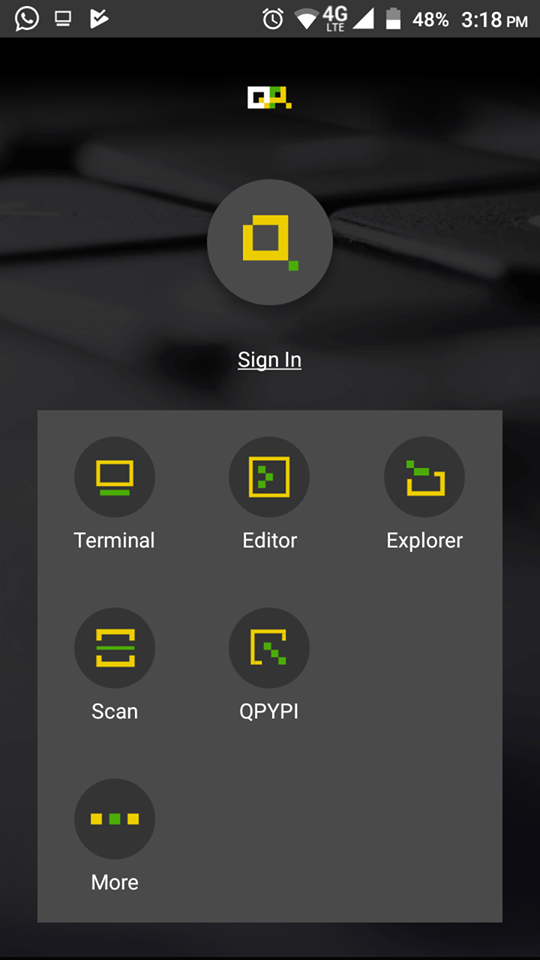 4G
LTE
48% 3:18 PM
Sign In
Terminal Editor Explorer
Scan QPYPI
More